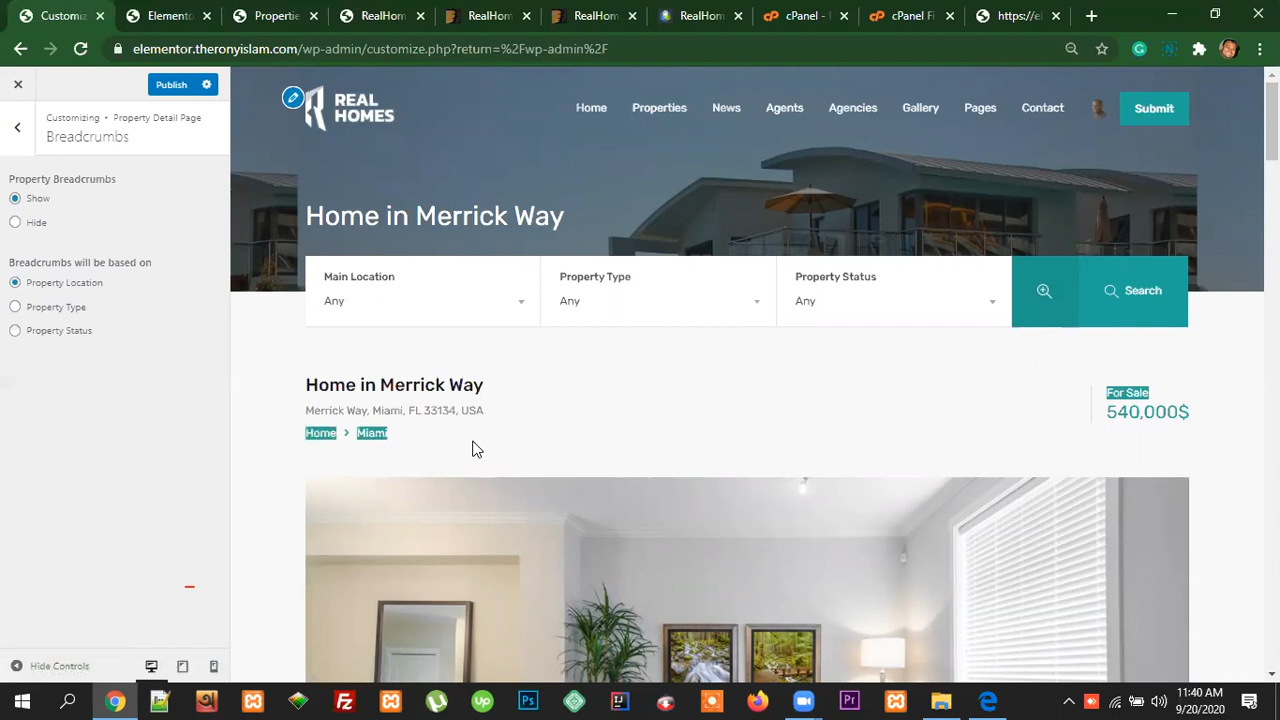 Elemento
Elemento
RealHom
RealHom
RealHom
RealHom
cPanel - I
cPanel Fi
https://el
elementor.theronyislam.com/wp-admin/customize.php?return=%2Fwp-admin%2F
Publish
Customizing • Property Detail Page
Breadcrumbs
Property Breadcrumbs
Show
Hide
Breadcrumbs will be based on
Property Location
Property Type
Property Status
Hide Controls
REAL
HOMES
Home Properties News Agents Agencies Gallery Pages Contact Submit
Home in Merrick Way
Main Location
Any
Property Type
Any
Property Status
Any
Search
Home in Merrick Way
Merrick Way, Miami, FL 33134, USA
Home > Miami
For Sale
540,000$
11:40 AM
9/20/2020